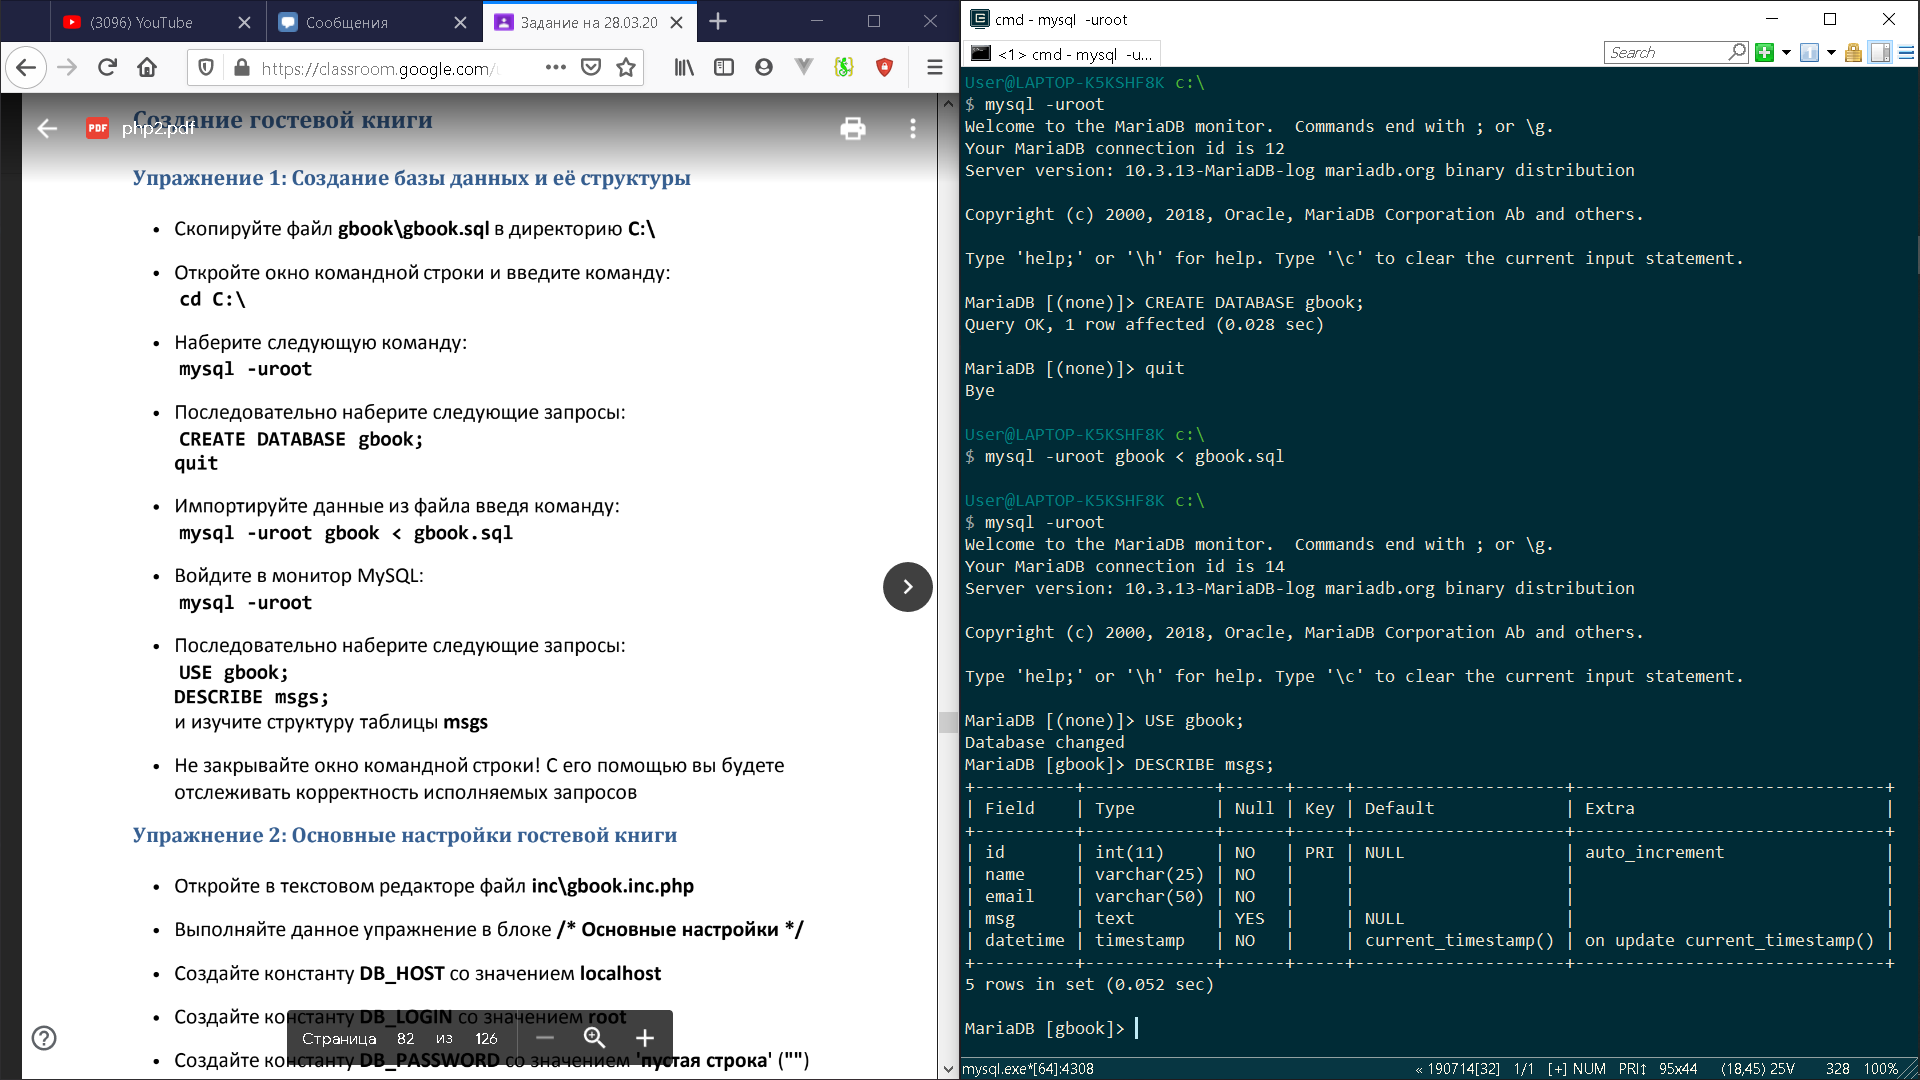 (3096) YouTube
Сообщения
Задание на 28.03.20
https://classroom.google.com/
Создание гостевой книги
PDF php2.pdf
Упражнение 1: Создание базы данных и её структуры
• Скопируйте файл gbook\gbook.sql в директорию C:\
• Откройте окно командной строки и введите команду:
cd C:\
• Наберите следующую команду:
mysql -uroot
• Последовательно наберите следующие запросы:
CREATE DATABASE gbook;
quit
• Импортируйте данные из файла введя команду:
mysql -uroot gbook < gbook.sql
• Войдите в монитор MySQL:
mysql -uroot
• Последовательно наберите следующие запросы:
USE gbook;
DESCRIBE msgs;
и изучите структуру таблицы msgs
• Не закрывайте окно командной строки! С его помощью вы будете
отслеживать корректность исполняемых запросов
Упражнение 2: Основные настройки гостевой книги
• Откройте в текстовом редакторе файл inc\gbook.inc.php
• Выполняйте данное упражнение в блоке /* Основные настройки */
• Создайте константу DB_HOST со значением localhost
• Создайте константу DB_LOGIN со значением root
Страница 82 из 126
• Создайте константу DB_PASSWORD со значением 'пустая строка' ("")
cmd - mysql -uroot
<1> cmd - mysql -u...
Search
User@LAPTOP-K5KSHF8K c:\
$ mysql -uroot
Welcome to the MariaDB monitor.  Commands end with ; or \g.
Your MariaDB connection id is 12
Server version: 10.3.13-MariaDB-log mariadb.org binary distribution
Copyright (c) 2000, 2018, Oracle, MariaDB Corporation Ab and others.
Type 'help;' or '\h' for help. Type '\c' to clear the current input statement.
MariaDB [(none)]> CREATE DATABASE gbook;
Query OK, 1 row affected (0.028 sec)
MariaDB [(none)]> quit
Bye
User@LAPTOP-K5KSHF8K c:\
$ mysql -uroot gbook < gbook.sql
User@LAPTOP-K5KSHF8K c:\
$ mysql -uroot
Welcome to the MariaDB monitor.  Commands end with ; or \g.
Your MariaDB connection id is 14
Server version: 10.3.13-MariaDB-log mariadb.org binary distribution
Copyright (c) 2000, 2018, Oracle, MariaDB Corporation Ab and others.
Type 'help;' or '\h' for help. Type '\c' to clear the current input statement.
MariaDB [(none)]> USE gbook;
Database changed
MariaDB [gbook]> DESCRIBE msgs;
+----------+-------------+------+-----+---------------------+-------------------------------+
| Field    | Type        | Null | Key | Default             | Extra                         |
+----------+-------------+------+-----+---------------------+-------------------------------+
| id       | int(11)     | NO   | PRI | NULL                | auto_increment                |
| name     | varchar(25) | NO   |     |                     |                               |
| email    | varchar(50) | NO   |     |                     |                               |
| msg      | text        | YES  |     | NULL                |                               |
| datetime | timestamp   | NO   |     | current_timestamp() | on update current_timestamp() |
+----------+-------------+------+-----+---------------------+-------------------------------+
5 rows in set (0.052 sec)
MariaDB [gbook]>
mysql.exe*[64]:4308 « 190714[32] 1/1 [+] NUM PRI↕ 95x44 (18,45) 25V 328 100%